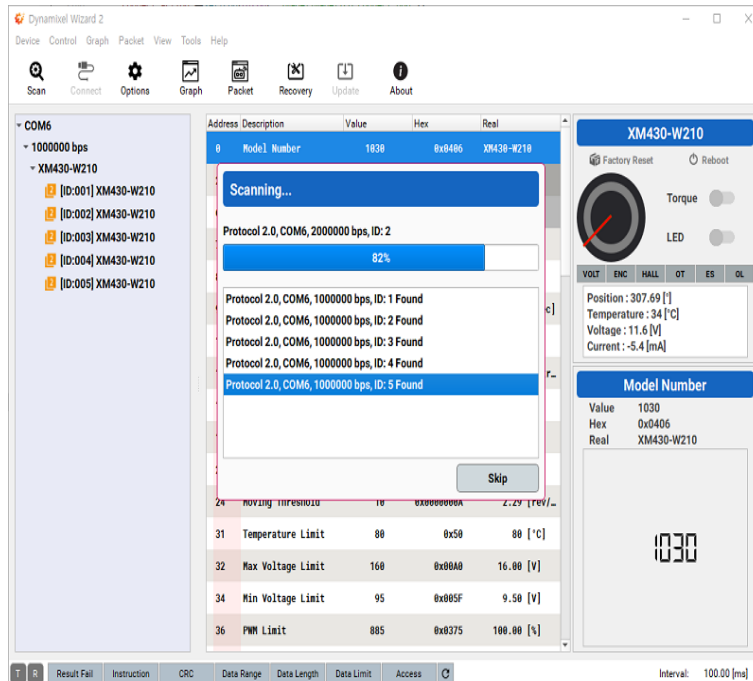 Dynamixel Wizard 2
Device Control Graph Packet View Tools Help
Scan Connect Options Graph Packet Recovery Update About
COM6
1000000 bps
XM430-W210
[ID:001] XM430-W210
[ID:002] XM430-W210
[ID:003] XM430-W210
[ID:004] XM430-W210
[ID:005] XM430-W210
Address Description Value Hex Real
0 Model Number 1030 0x0406 XM430-W210
Scanning...
Protocol 2.0, COM6, 2000000 bps, ID: 2
82%
Protocol 2.0, COM6, 1000000 bps, ID: 1 Found
Protocol 2.0, COM6, 1000000 bps, ID: 2 Found
Protocol 2.0, COM6, 1000000 bps, ID: 3 Found
Protocol 2.0, COM6, 1000000 bps, ID: 4 Found
Protocol 2.0, COM6, 1000000 bps, ID: 5 Found
Skip
24 Moving Threshold 10 0x0000000A 2.29 [rev/...
31 Temperature Limit 80 0x50 80 [°C]
32 Max Voltage Limit 160 0x00A0 16.00 [V]
34 Min Voltage Limit 95 0x005F 9.50 [V]
36 PWM Limit 885 0x0375 100.00 [%]
XM430-W210
Factory Reset Reboot
Torque
LED
VOLT ENC HALL OT ES OL
Position : 307.69 [°]
Temperature : 34 [°C]
Voltage : 11.6 [V]
Current : -5.4 [mA]
Model Number
Value 1030
Hex 0x0406
Real XM430-W210
1030
T R Result Fail Instruction CRC Data Range Data Length Data Limit Access Interval: 100.00 [ms]